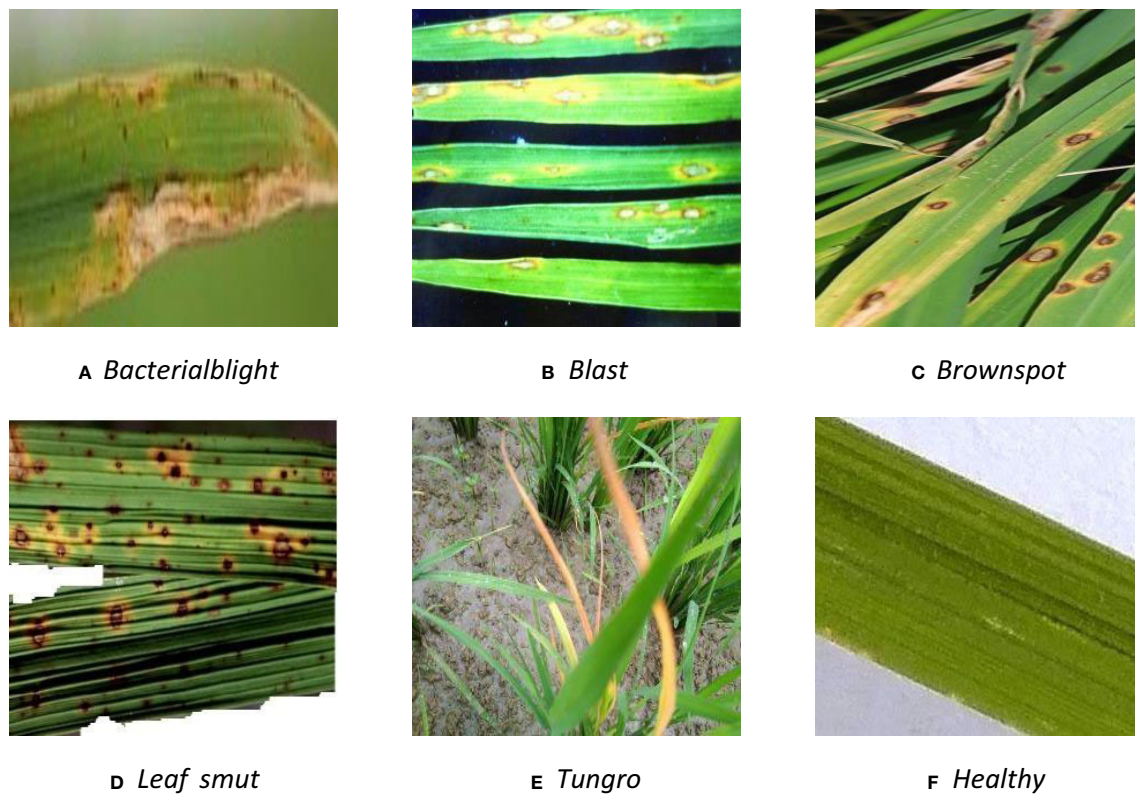 A Bacterialblight
B Blast
C Brownspot
D Leaf smut
E Tungro
F Healthy